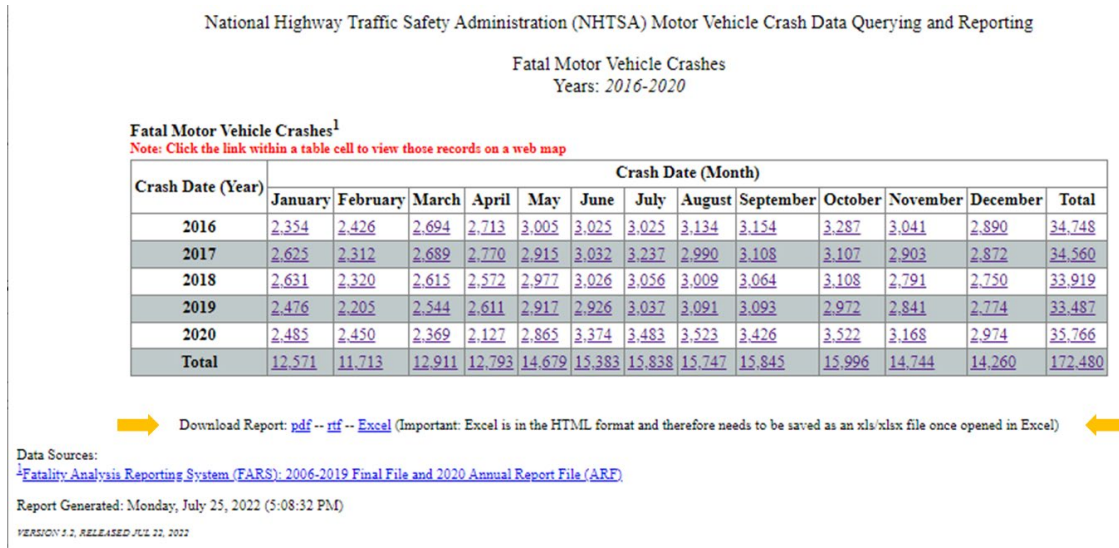 National Highway Traffic Safety Administration (NHTSA) Motor Vehicle Crash Data Querying and Reporting
Fatal Motor Vehicle Crashes
Years: 2016-2020
Fatal Motor Vehicle Crashes1
Note: Click the link within a table cell to view those records on a web map
Crash Date (Year) Crash Date (Month)
January February March April May June July August September October November December Total
2016 2,354 2,426 2,694 2,713 3,005 3,025 3,025 3,134 3,154 3,287 3,041 2,890 34,748
2017 2,625 2,312 2,689 2,770 2,915 3,032 3,237 2,990 3,108 3,107 2,903 2,872 34,560
2018 2,631 2,320 2,615 2,572 2,977 3,026 3,056 3,009 3,064 3,108 2,791 2,750 33,919
2019 2,476 2,205 2,544 2,611 2,917 2,926 3,037 3,091 3,093 2,972 2,841 2,774 33,487
2020 2,485 2,450 2,369 2,127 2,865 3,374 3,483 3,523 3,426 3,522 3,168 2,974 35,766
Total 12,571 11,713 12,911 12,793 14,679 15,383 15,838 15,747 15,845 15,996 14,744 14,260 172,480
Download Report: pdf -- rtf -- Excel (Important: Excel is in the HTML format and therefore needs to be saved as an xls/xlsx file once opened in Excel)
Data Sources:
1Fatality Analysis Reporting System (FARS): 2006-2019 Final File and 2020 Annual Report File (ARF)
Report Generated: Monday, July 25, 2022 (5:08:32 PM)
VERSION 5.2, RELEASED JUL 22, 2022